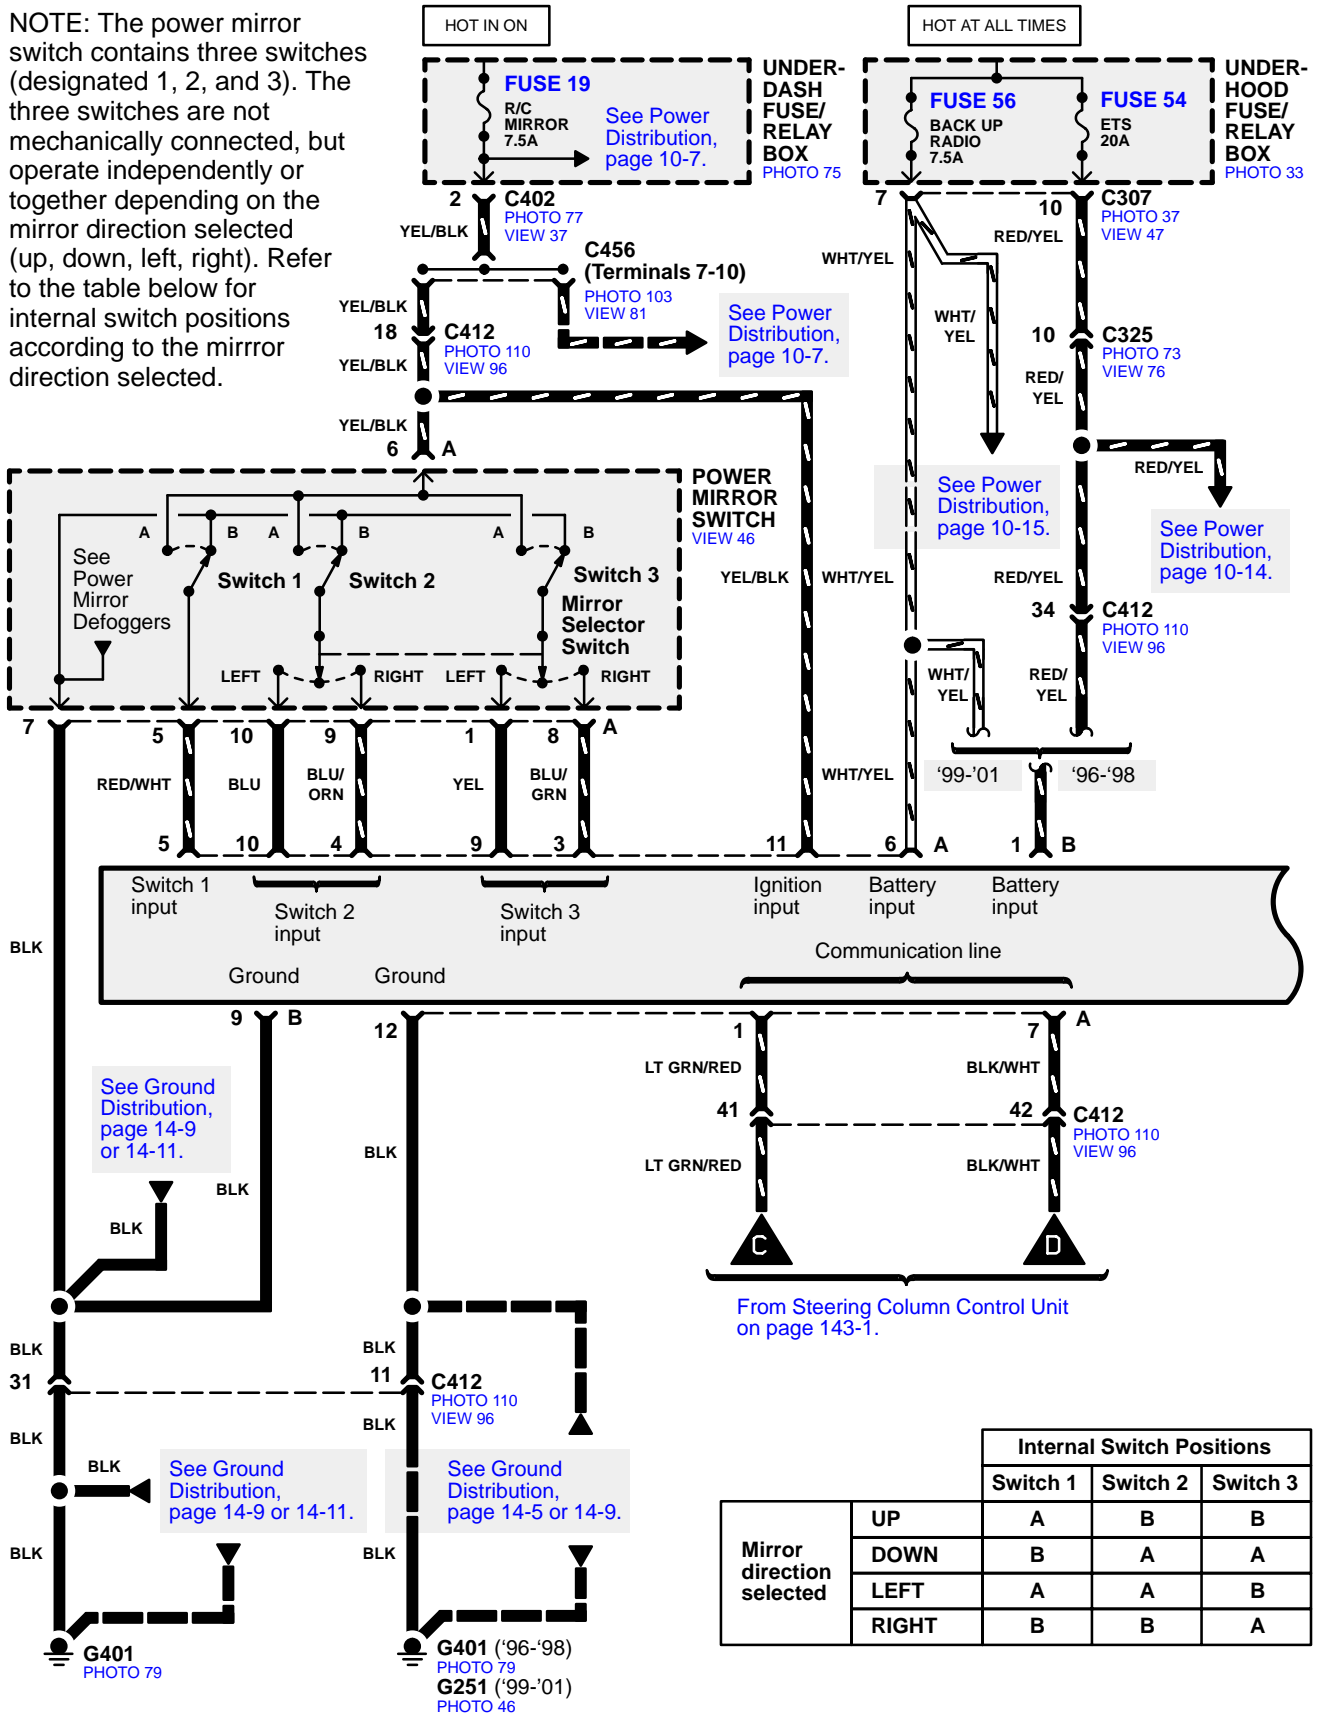 NOTE: The power mirror
switch contains three switches
(designated 1, 2, and 3). The
three switches are not
mechanically connected, but
operate independently or
together depending on the
mirror direction selected
(up, down, left, right). Refer
to the table below for
internal switch positions
according to the mirrror
direction selected.
HOT IN ON
FUSE 19
R/C
MIRROR
7.5A
See Power
Distribution,
page 10-7.
UNDER-
DASH
FUSE/
RELAY
BOX
PHOTO 75
HOT AT ALL TIMES
FUSE 56
BACK UP
RADIO
7.5A
FUSE 54
ETS
20A
UNDER-
HOOD
FUSE/
RELAY
BOX
PHOTO 33
2
C402
PHOTO 77
VIEW 37
YEL/BLK
C456
(Terminals 7-10)
PHOTO 103
VIEW 81
YEL/BLK
18
C412
PHOTO 110
VIEW 96
YEL/BLK
See Power
Distribution,
page 10-7.
YEL/BLK
6
A
7
10
C307
PHOTO 37
VIEW 47
RED/YEL
WHT/YEL
WHT/
YEL
10
C325
PHOTO 73
VIEW 76
RED/
YEL
RED/YEL
See Power
Distribution,
page 10-15.
See Power
Distribution,
page 10-14.
POWER
MIRROR
SWITCH
VIEW 46
A
B
A
B
A
B
See
Power
Mirror
Defoggers
Switch 1
Switch 2
Switch 3
Mirror
Selector
Switch
LEFT
RIGHT
LEFT
RIGHT
YEL/BLK
WHT/YEL
RED/YEL
34
C412
PHOTO 110
VIEW 96
WHT/
YEL
RED/
YEL
7
5
10
9
1
8
A
RED/WHT
BLU
BLU/
ORN
YEL
BLU/
GRN
WHT/YEL
‘99-’01
‘96-‘98
5
10
4
9
3
11
6
A
1
B
Switch 1
input
Switch 2
input
Switch 3
input
Ignition
input
Battery
input
Battery
input
Communication line
Ground
Ground
BLK
9
B
12
1
7
A
LT GRN/RED
BLK/WHT
41
42
C412
PHOTO 110
VIEW 96
LT GRN/RED
BLK/WHT
C
D
From Steering Column Control Unit
on page 143-1.
See Ground
Distribution,
page 14-9
or 14-11.
BLK
BLK
BLK
BLK
BLK
31
11
C412
PHOTO 110
VIEW 96
BLK
BLK
BLK
See Ground
Distribution,
page 14-9 or 14-11.
See Ground
Distribution,
page 14-5 or 14-9.
BLK
BLK
G401
PHOTO 79
G401 (‘96-‘98)
PHOTO 79
G251 (‘99-’01)
PHOTO 46
Internal Switch Positions
Switch 1 Switch 2 Switch 3
Mirror
direction
selected
UP A B B
DOWN B A A
LEFT A A B
RIGHT B B A